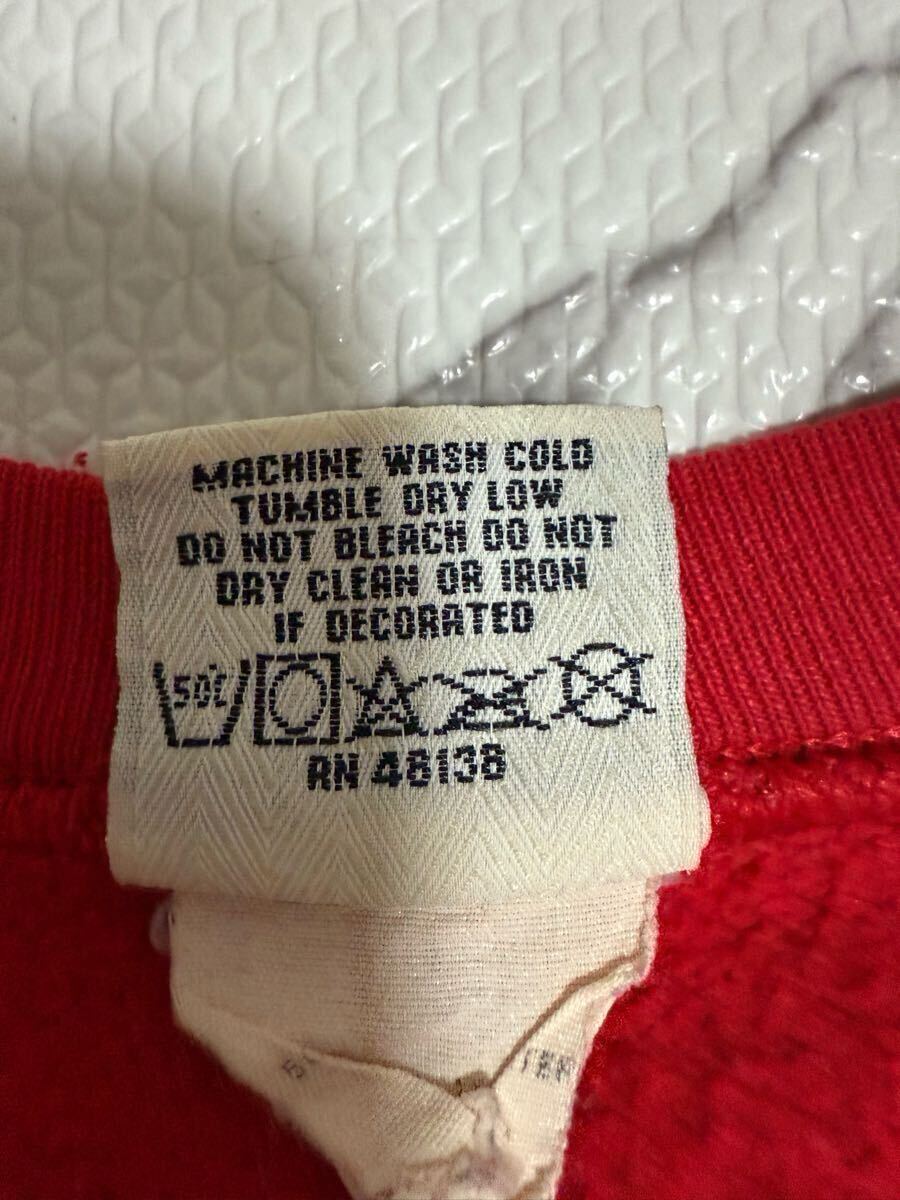 MACHINE WASH COLD
TUMBLE DRY LOW
DO NOT BLEACH DO NOT
DRY CLEAN OR IRON
IF DECORATED
50C
RN 48138